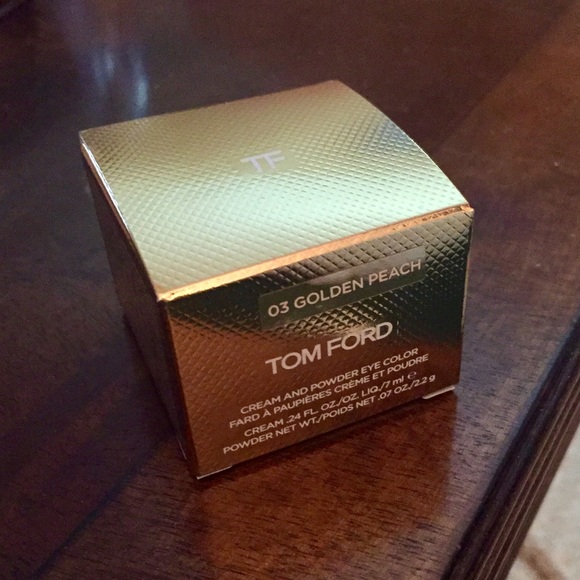 TF
03 GOLDEN PEACH
TOM FORD
CREAM AND POWDER EYE COLOR
FARD À PAUPIÈRES CRÈME ET POUDRE
CREAM .24 FL. OZ./OZ. LIQ./7 ml ℮
POWDER NET WT./POIDS NET .07 OZ./2.2 g